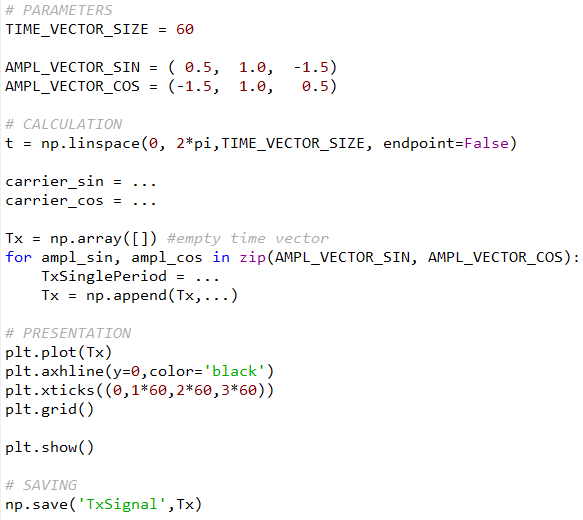 # PARAMETERS
TIME_VECTOR_SIZE = 60
AMPL_VECTOR_SIN = ( 0.5,  1.0,  -1.5)
AMPL_VECTOR_COS = (-1.5,  1.0,   0.5)
# CALCULATION
t = np.linspace(0, 2*pi,TIME_VECTOR_SIZE, endpoint=False)
carrier_sin = ...
carrier_cos = ...
Tx = np.array([]) #empty time vector
for ampl_sin, ampl_cos in zip(AMPL_VECTOR_SIN, AMPL_VECTOR_COS):
    TxSinglePeriod = ...
    Tx = np.append(Tx,...)
# PRESENTATION
plt.plot(Tx)
plt.axhline(y=0,color='black')
plt.xticks((0,1*60,2*60,3*60))
plt.grid()
plt.show()
# SAVING
np.save('TxSignal',Tx)